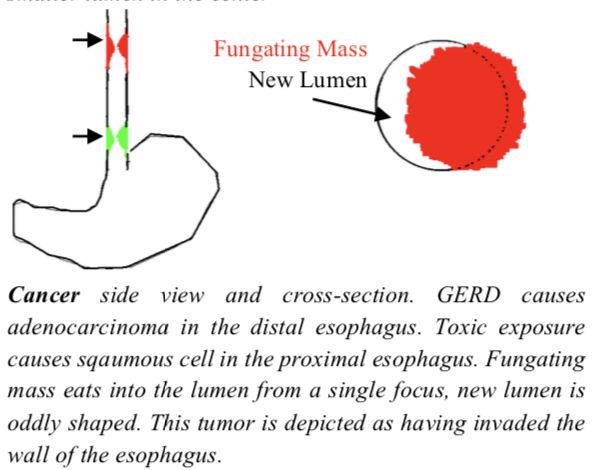 Fungating Mass
New Lumen
Cancer side view and cross-section. GERD causes
adenocarcinoma in the distal esophagus. Toxic exposure
causes sqaumous cell in the proximal esophagus. Fungating
mass eats into the lumen from a single focus, new lumen is
oddly shaped. This tumor is depicted as having invaded the
wall of the esophagus.